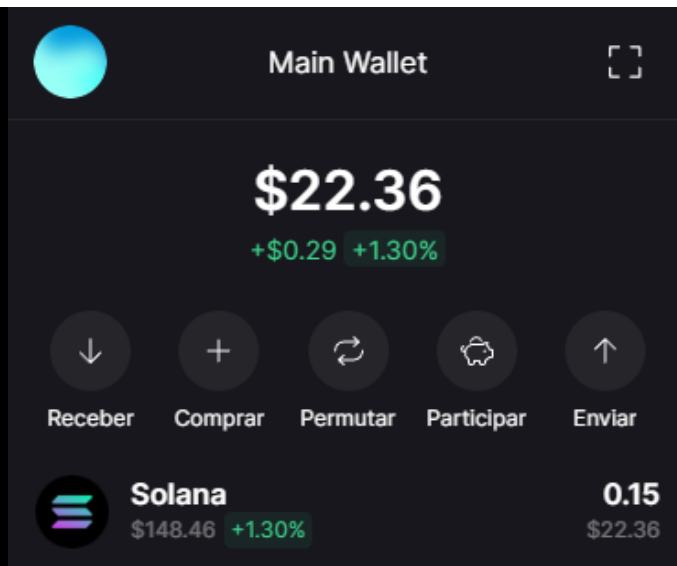 Main Wallet
$22.36
+$0.29 +1.30%
Receber Comprar Permutar Participar Enviar
Solana 0.15
$148.46 +1.30% $22.36